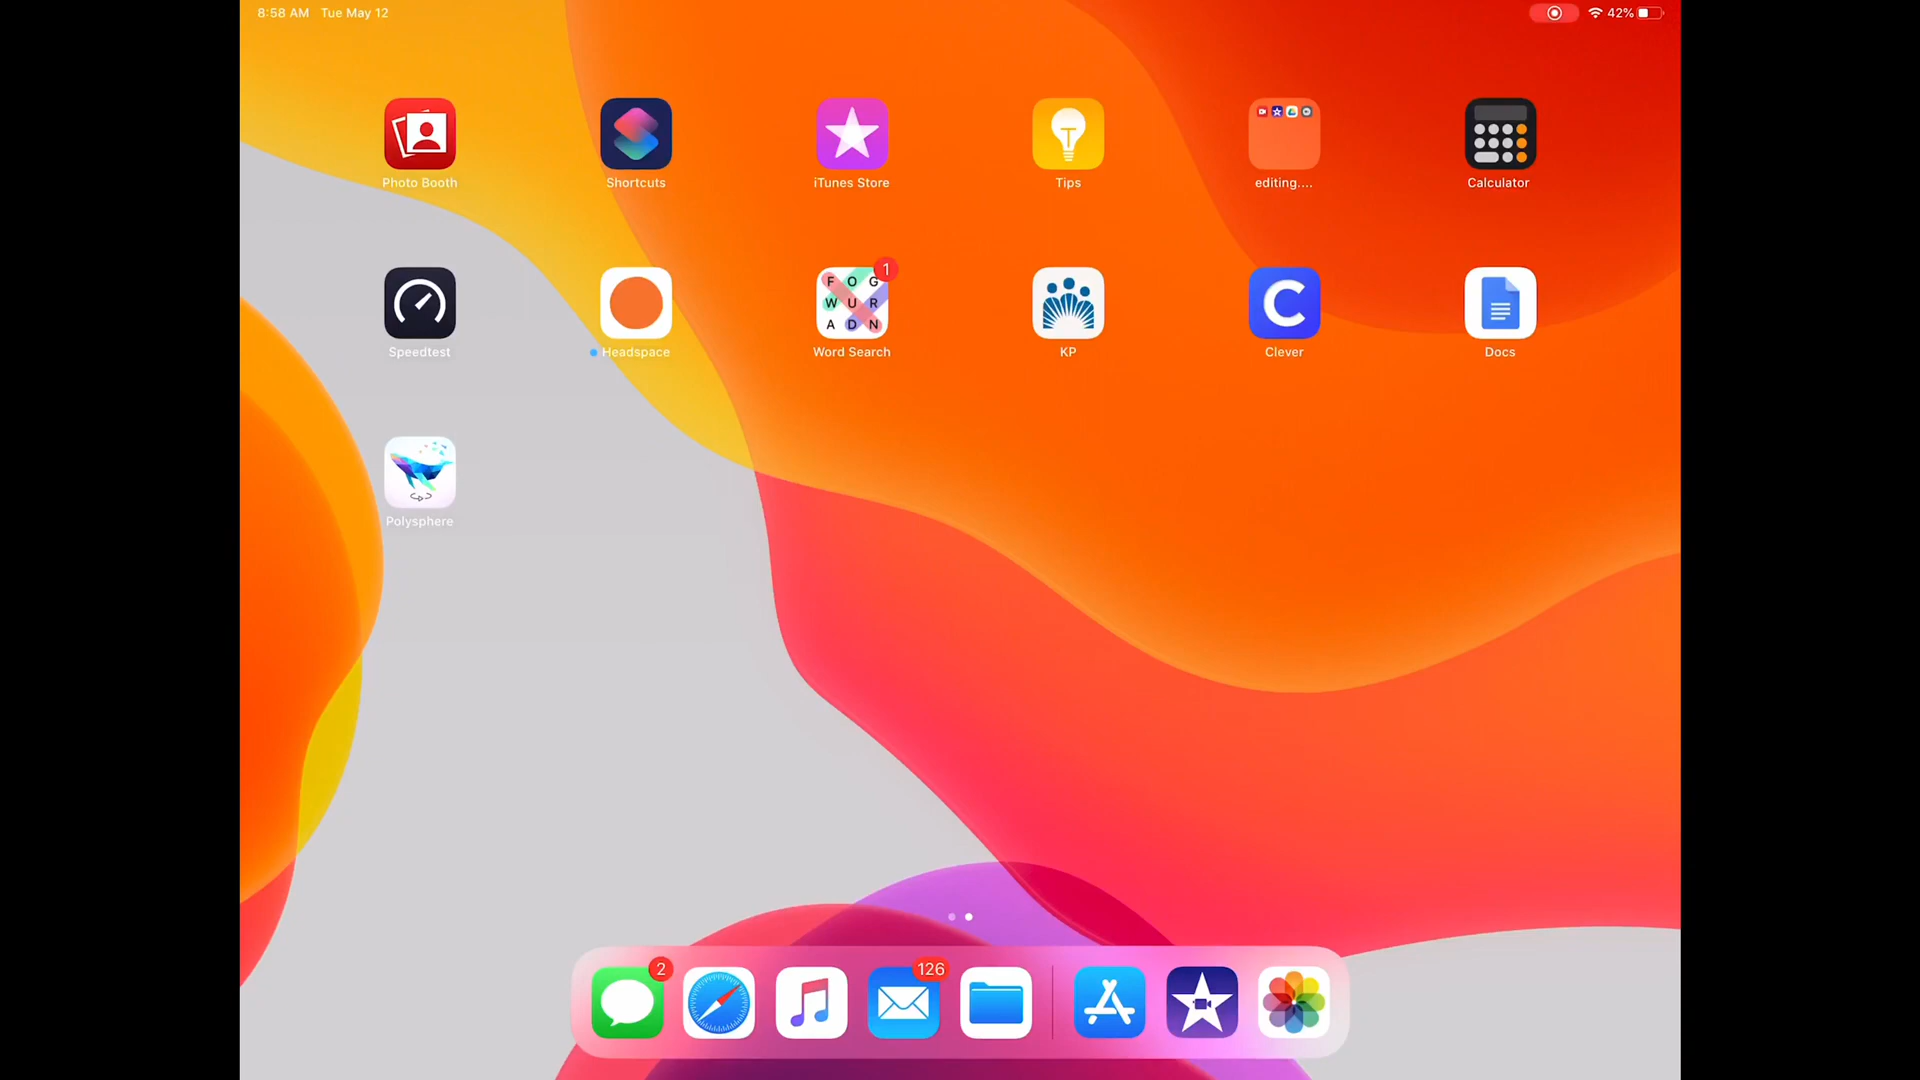 8:58 AM Tue May 12
42%
Photo Booth
Shortcuts
iTunes Store
Tips
editing....
Calculator
1
F O G
W U R
A D N
Speedtest
Headspace
Word Search
KP
Clever
Docs
Polysphere
2
126